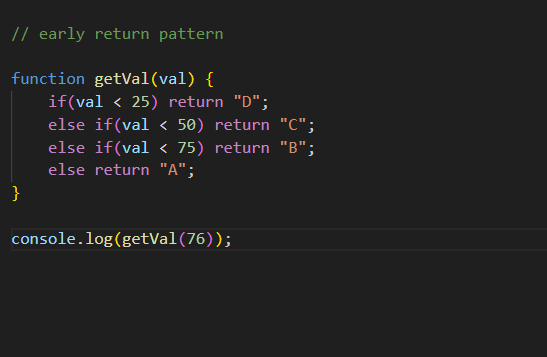 // early return pattern
function getVal(val) {
    if(val < 25) return "D";
    else if(val < 50) return "C";
    else if(val < 75) return "B";
    else return "A";
}
console.log(getVal(76));